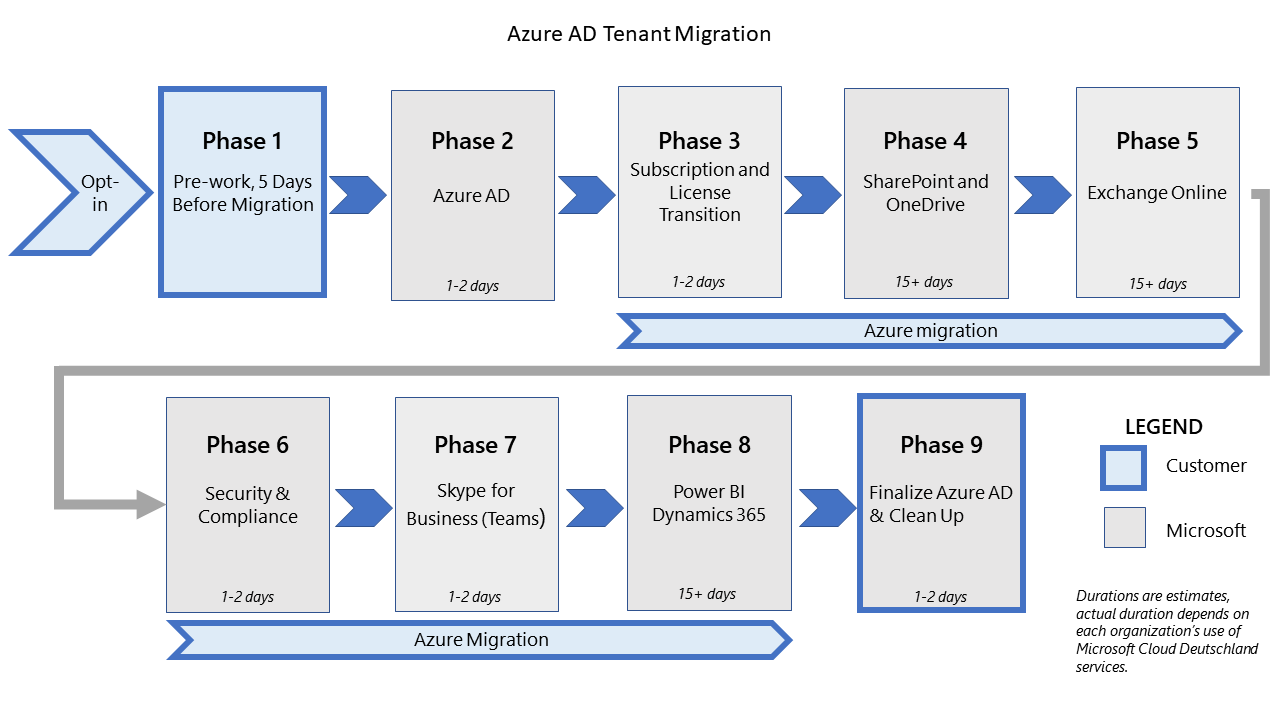 Azure AD Tenant Migration
Opt-
in
Phase 1
Pre-work, 5 Days
Before Migration
Phase 2
Azure AD
1-2 days
Phase 3
Subscription and
License
Transition
1-2 days
Phase 4
SharePoint and
OneDrive
15+ days
Phase 5
Exchange Online
15+ days
Azure migration
Phase 6
Security &
Compliance
1-2 days
Phase 7
Skype for
Business (Teams)
1-2 days
Phase 8
Power BI
Dynamics 365
15+ days
Phase 9
Finalize Azure AD
& Clean Up
1-2 days
Azure Migration
LEGEND
Customer
Microsoft
Durations are estimates,
actual duration depends on
each organization's use of
Microsoft Cloud Deutschland
services.